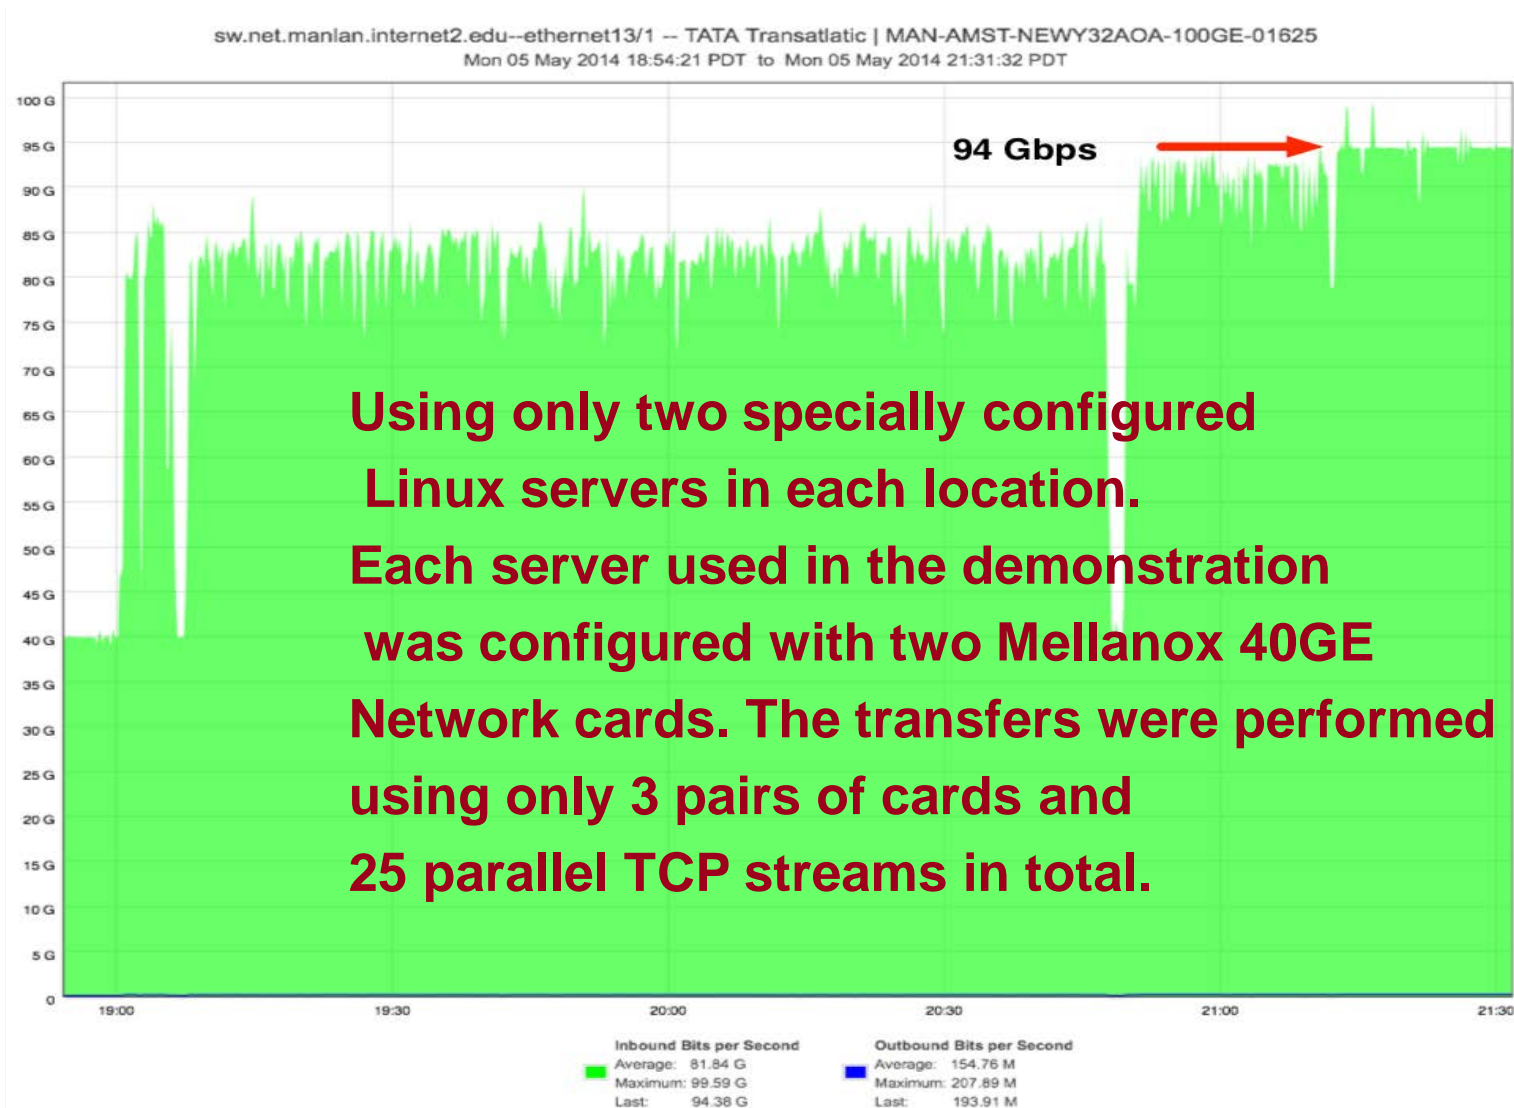 sw.net.manlan.internet2.edu--ethernet13/1 -- TATA Transatlatic | MAN-AMST-NEWY32AOA-100GE-01625
Mon 05 May 2014 18:54:21 PDT to Mon 05 May 2014 21:31:32 PDT
100 G
95 G
94 Gbps
90 G
85 G
80 G
75 G
70 G
65 G
60 G
55 G
50 G
45 G
40 G
35 G
30 G
25 G
20 G
15 G
10 G
5 G
0
Using only two specially configured
Linux servers in each location.
Each server used in the demonstration
was configured with two Mellanox 40GE
Network cards. The transfers were performed
using only 3 pairs of cards and
25 parallel TCP streams in total.
19:00 19:30 20:00 20:30 21:00 21:30
Inbound Bits per Second
Average: 81.84 G
Maximum: 99.59 G
Last: 94.38 G
Outbound Bits per Second
Average: 154.76 M
Maximum: 207.89 M
Last: 193.91 M